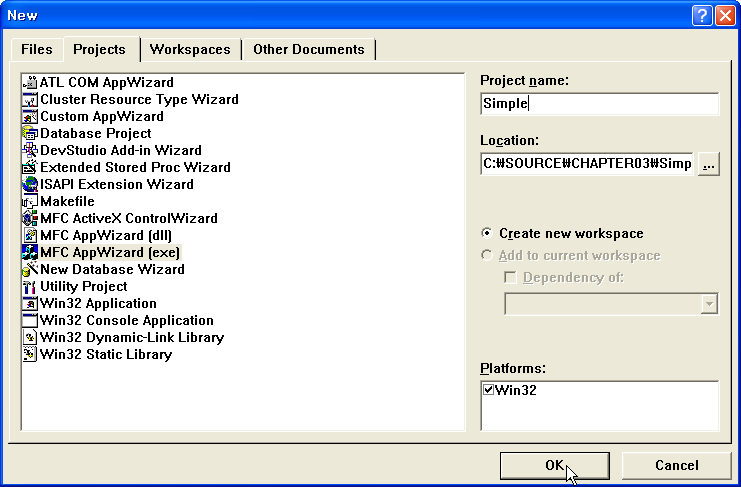 New
Files Projects Workspaces Other Documents
ATL COM AppWizard
Cluster Resource Type Wizard
Custom AppWizard
Database Project
DevStudio Add-in Wizard
Extended Stored Proc Wizard
ISAPI Extension Wizard
Makefile
MFC ActiveX ControlWizard
MFC AppWizard (dll)
MFC AppWizard (exe)
New Database Wizard
Utility Project
Win32 Application
Win32 Console Application
Win32 Dynamic-Link Library
Win32 Static Library
Project name:
Simple
Location:
C:₩SOURCE₩CHAPTER03₩Simp
...
Create new workspace
Add to current workspace
Dependency of:
Platforms:
Win32
OK Cancel